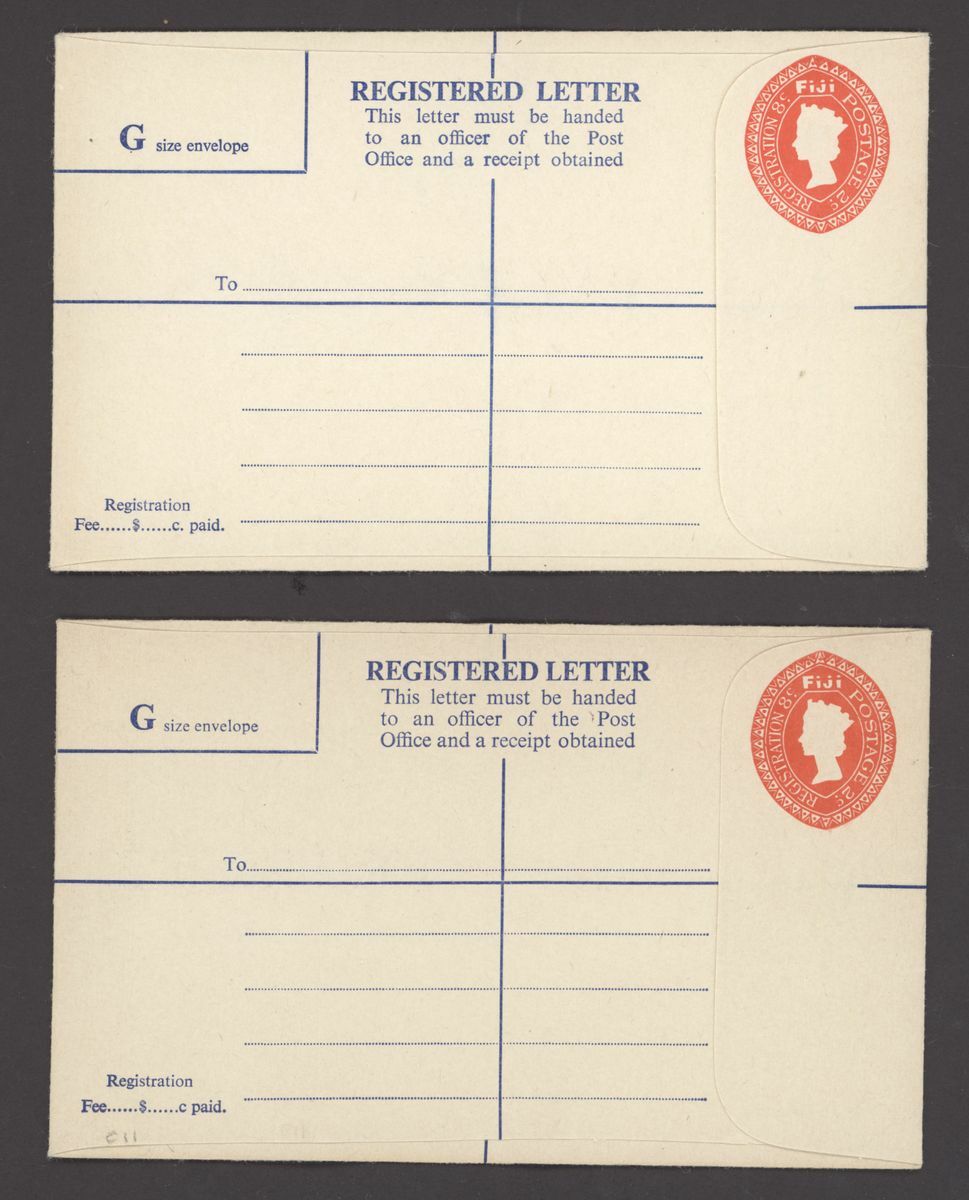 G size envelope
REGISTERED LETTER
This letter must be handed
to an officer of the Post
Office and a receipt obtained
FIJI
REGISTRATION 8c. POSTAGE 2c.
To
Registration
Fee......$......c. paid.
G size envelope
REGISTERED LETTER
This letter must be handed
to an officer of the Post
Office and a receipt obtained
FIJI
REGISTRATION 8c. POSTAGE 2c.
To
Registration
Fee......$......c paid.